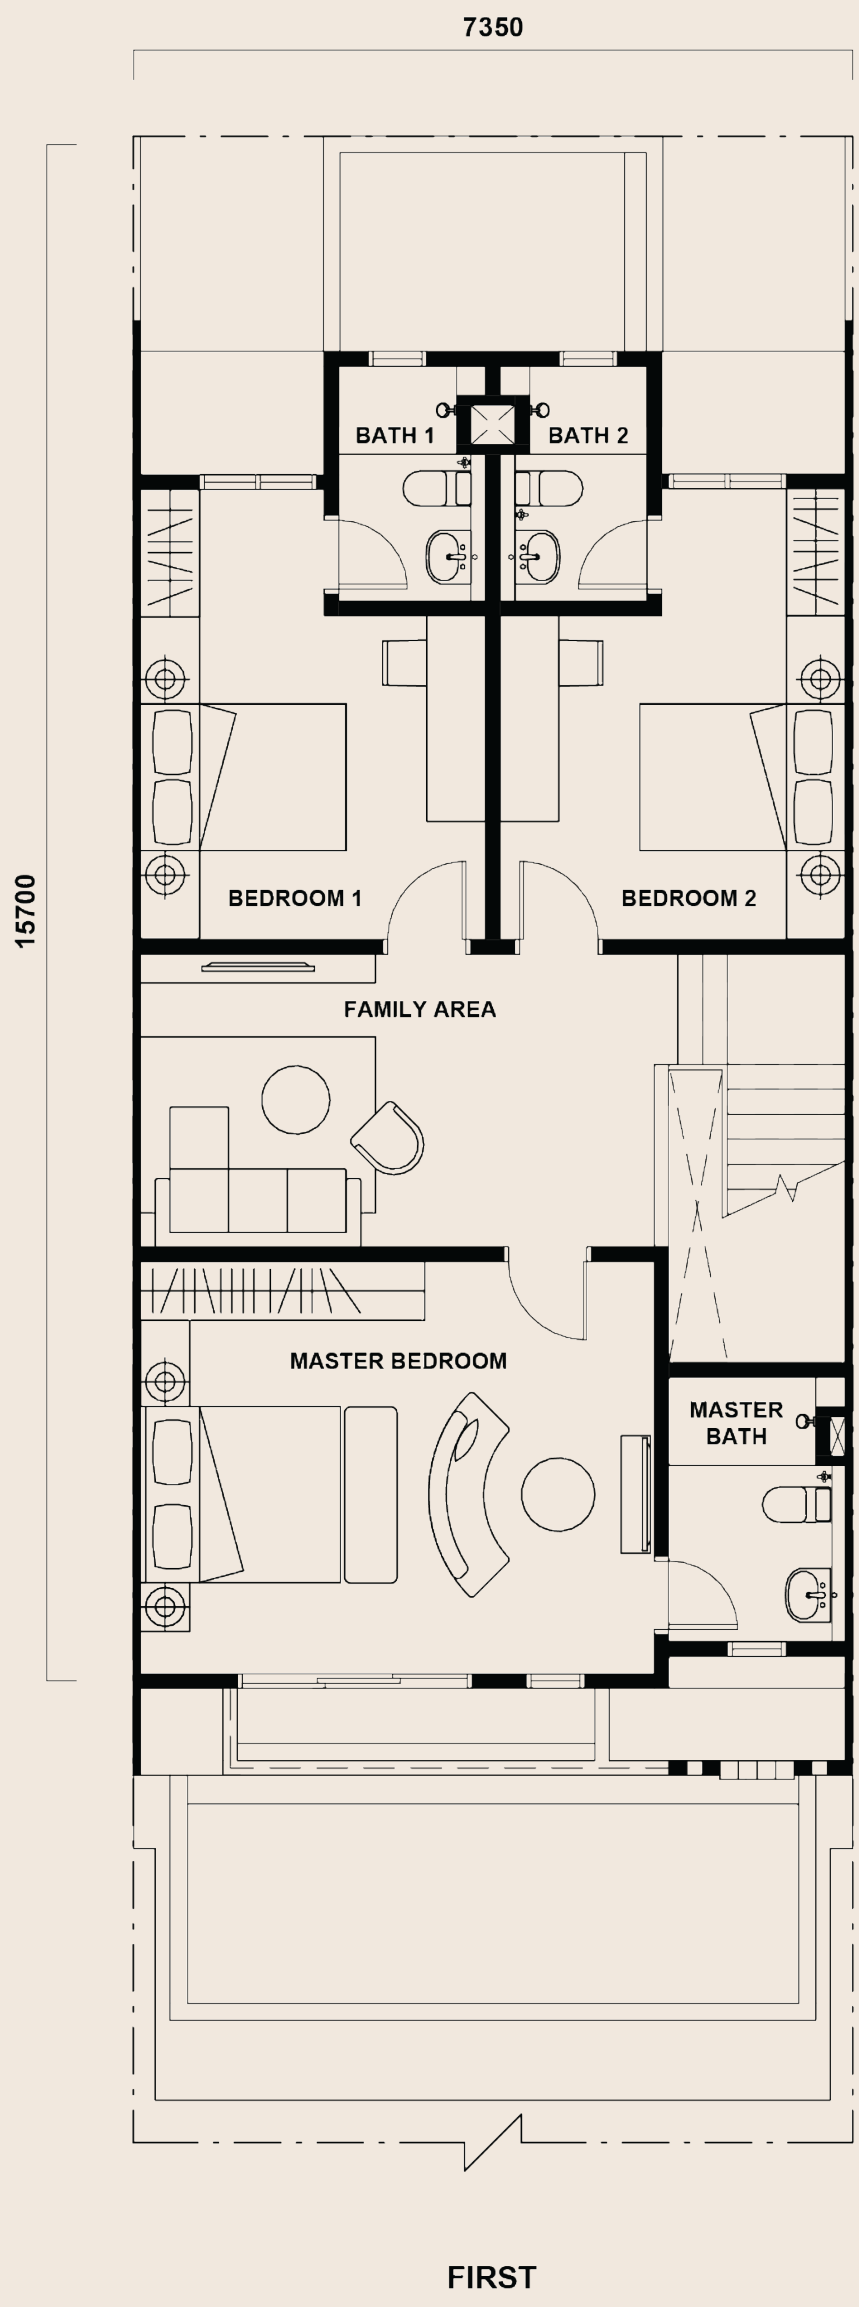 7350
BATH 1
BATH 2
BEDROOM 1
BEDROOM 2
15700
FAMILY AREA
MASTER BEDROOM
MASTER
BATH
FIRST